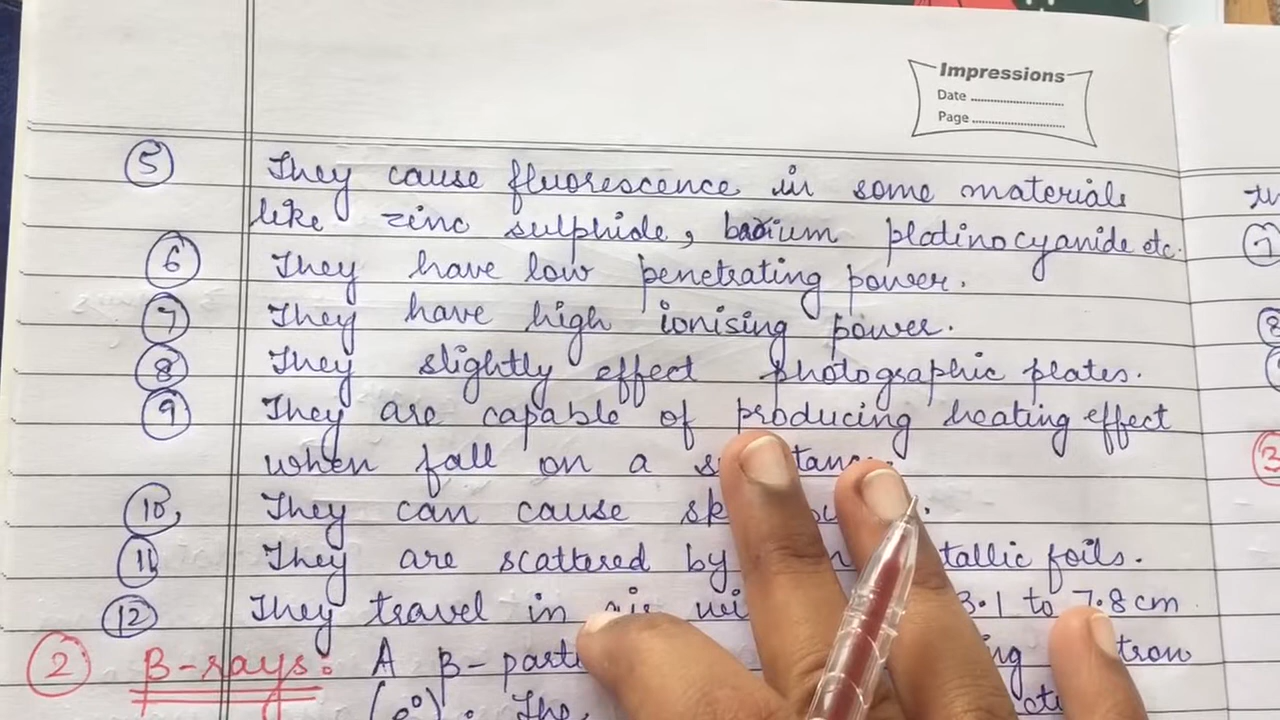 Impressions
Date
Page
5 They cause fluorescence in some materials
like zinc sulphide, barium platinocyanide etc.
6 They have low penetrating power.
7 They have high ionising power.
8 They slightly effect photographic plates.
9 They are capable of producing heating effect
when fall on a
10, They can cause
11 They are scattered by foils.
12 They travel in 3.1 to 7.8 cm
2 β-rays: A β-
The